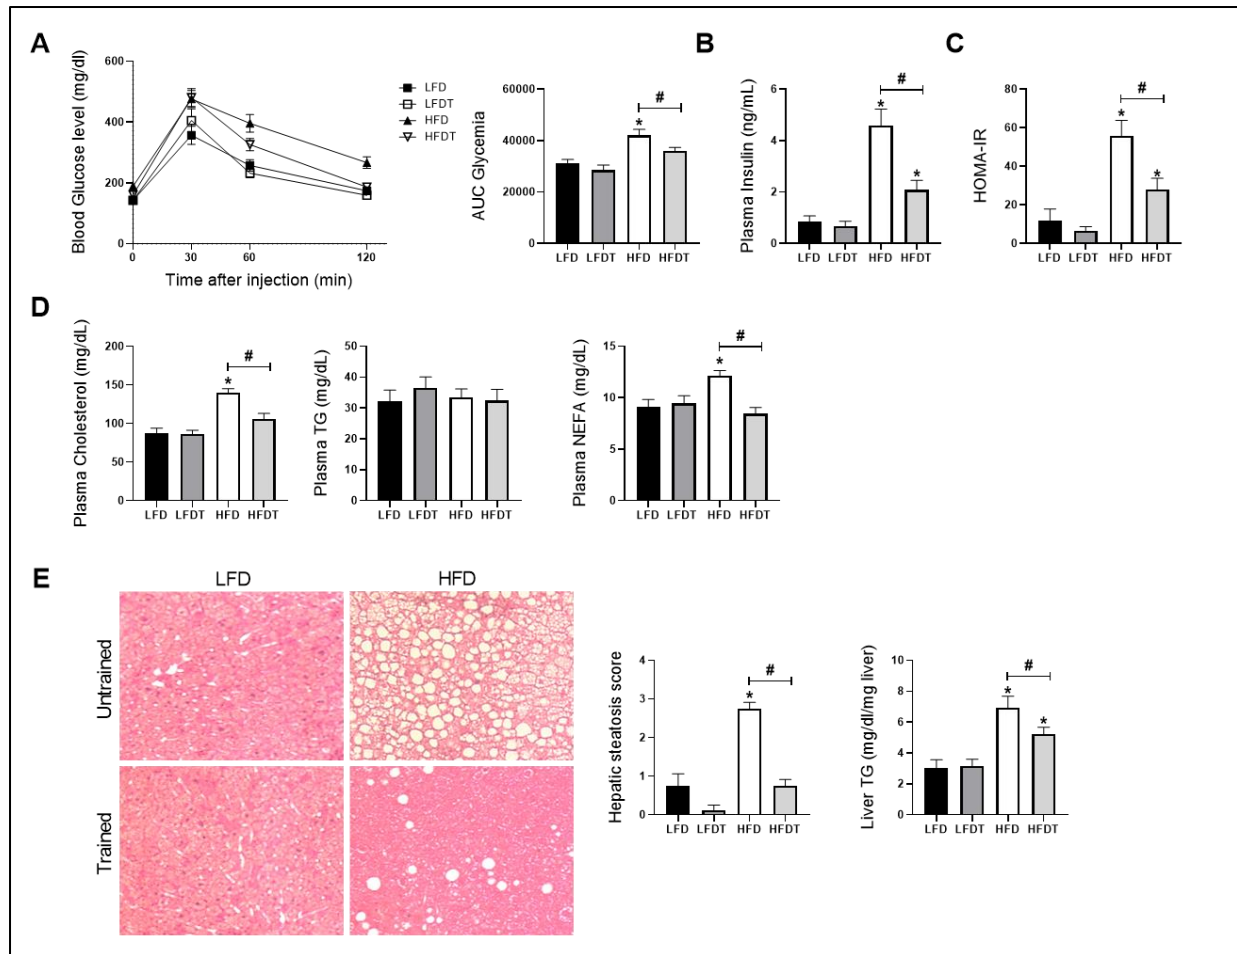 A
Blood Glucose level (mg/dl)
600
400
200
0
0 30 60 120
Time after injection (min)
LFD
LFDT
HFD
HFDT
AUC Glycemia
60000
40000
20000
0
*
#
LFD LFDT HFD HFDT
B
Plasma Insulin (ng/mL)
6
4
2
0
*
#
*
LFD LFDT HFD HFDT
C
HOMA-IR
80
60
40
20
0
*
#
*
LFD LFDT HFD HFDT
D
Plasma Cholesterol (mg/dL)
200
150
100
50
0
*
#
LFD LFDT HFD HFDT
Plasma TG (mg/dL)
50
40
30
20
10
0
LFD LFDT HFD HFDT
Plasma NEFA (mg/dL)
15
10
5
0
*
#
LFD LFDT HFD HFDT
E
LFD HFD
Untrained
Trained
Hepatic steatosis score
4
3
2
1
0
*
#
LFD LFDT HFD HFDT
Liver TG (mg/dl/mg liver)
10
8
6
4
2
0
*
#
*
LFD LFDT HFD HFDT